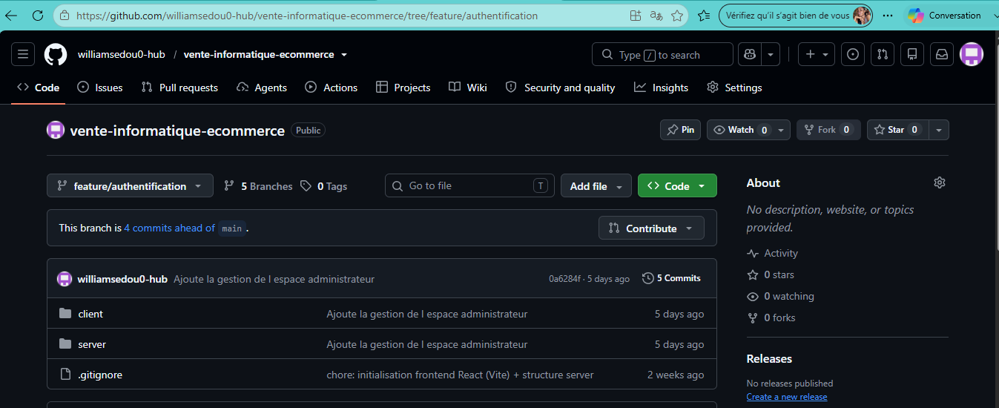 https://github.com/williamsedou0-hub/vente-informatique-ecommerce/tree/feature/authentification
Vérifiez qu'il s'agit bien de vous
Conversation
williamsedou0-hub / vente-informatique-ecommerce
Type / to search
Code Issues Pull requests Agents Actions Projects Wiki Security and quality Insights Settings
vente-informatique-ecommerce Public
Pin Watch 0 Fork 0 Star 0
feature/authentification 5 Branches 0 Tags Go to file T Add file Code
This branch is 4 commits ahead of main.
Contribute
williamsedou0-hub Ajoute la gestion de l espace administrateur 0a6284f · 5 days ago 5 Commits
client Ajoute la gestion de l espace administrateur 5 days ago
server Ajoute la gestion de l espace administrateur 5 days ago
.gitignore chore: initialisation frontend React (Vite) + structure server 2 weeks ago
About
No description, website, or topics
provided.
Activity
0 stars
0 watching
0 forks
Releases
No releases published
Create a new release